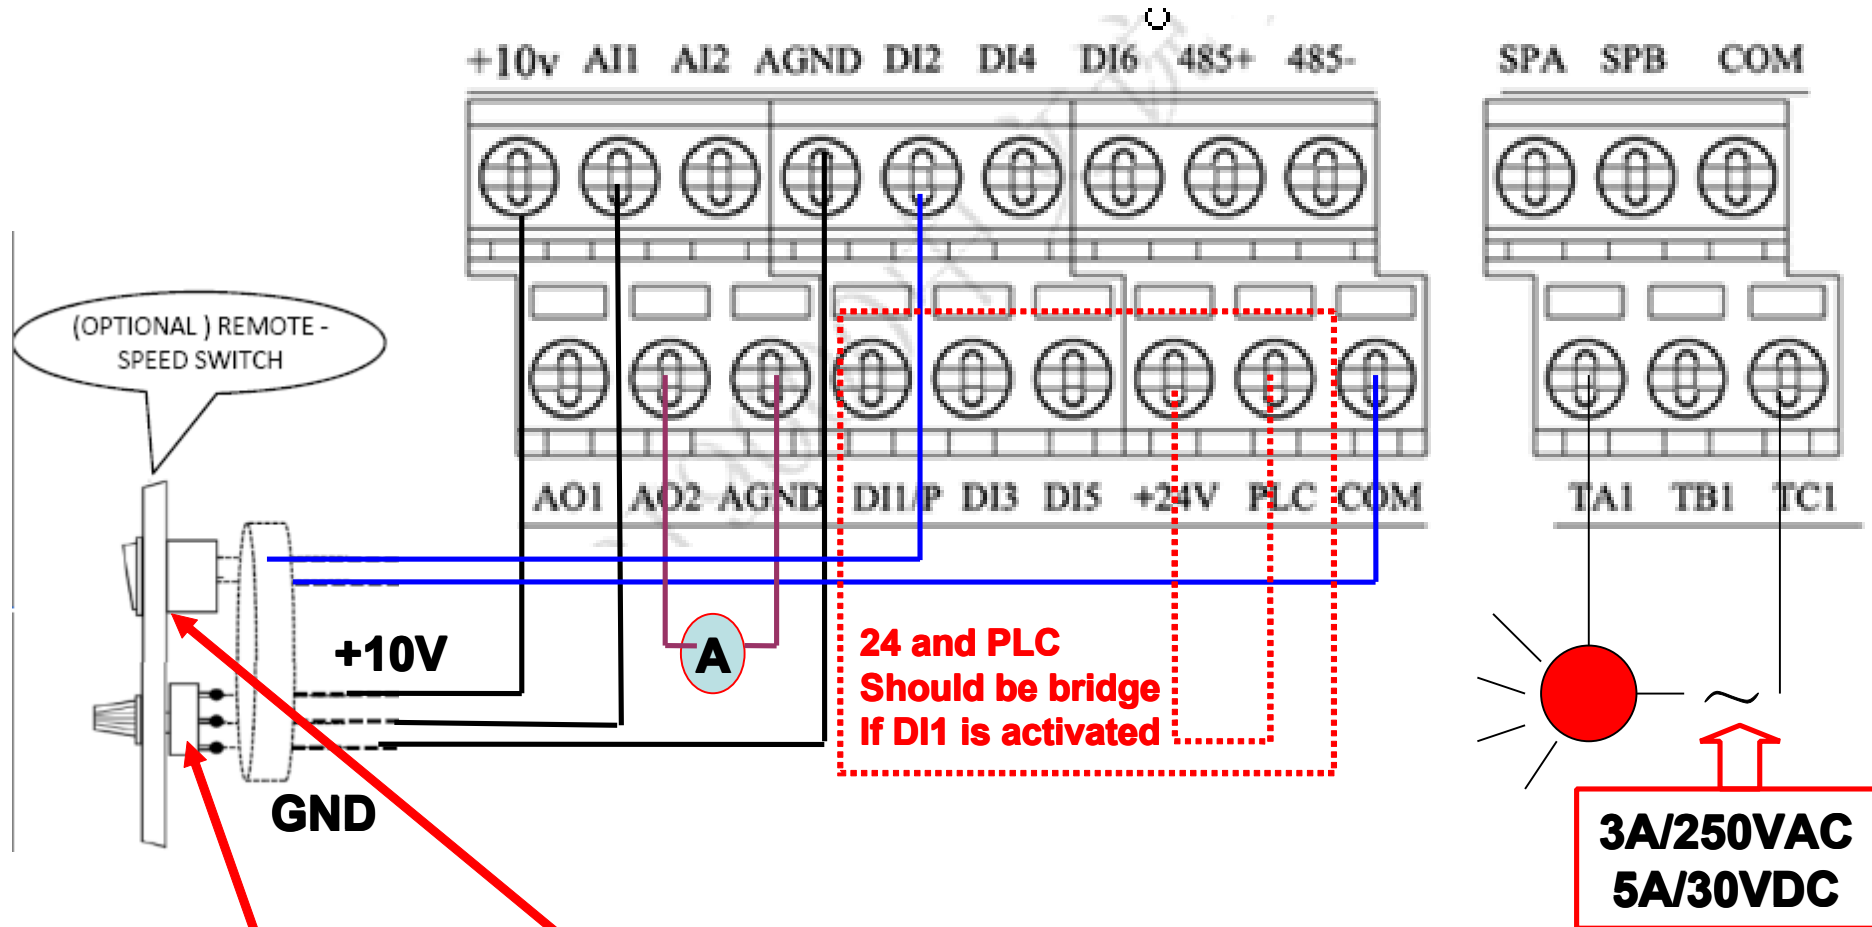 +10v AI1 AI2 AGND DI2 DI4 DI6 485+ 485-
SPA SPB COM
(OPTIONAL ) REMOTE -
SPEED SWITCH
AO1 AO2 AGND DI1/P DI3 DI5 +24V PLC COM
TA1 TB1 TC1
+10V
A
24 and PLC
Should be bridge
If DI1 is activated
~
GND
3A/250VAC
5A/30VDC